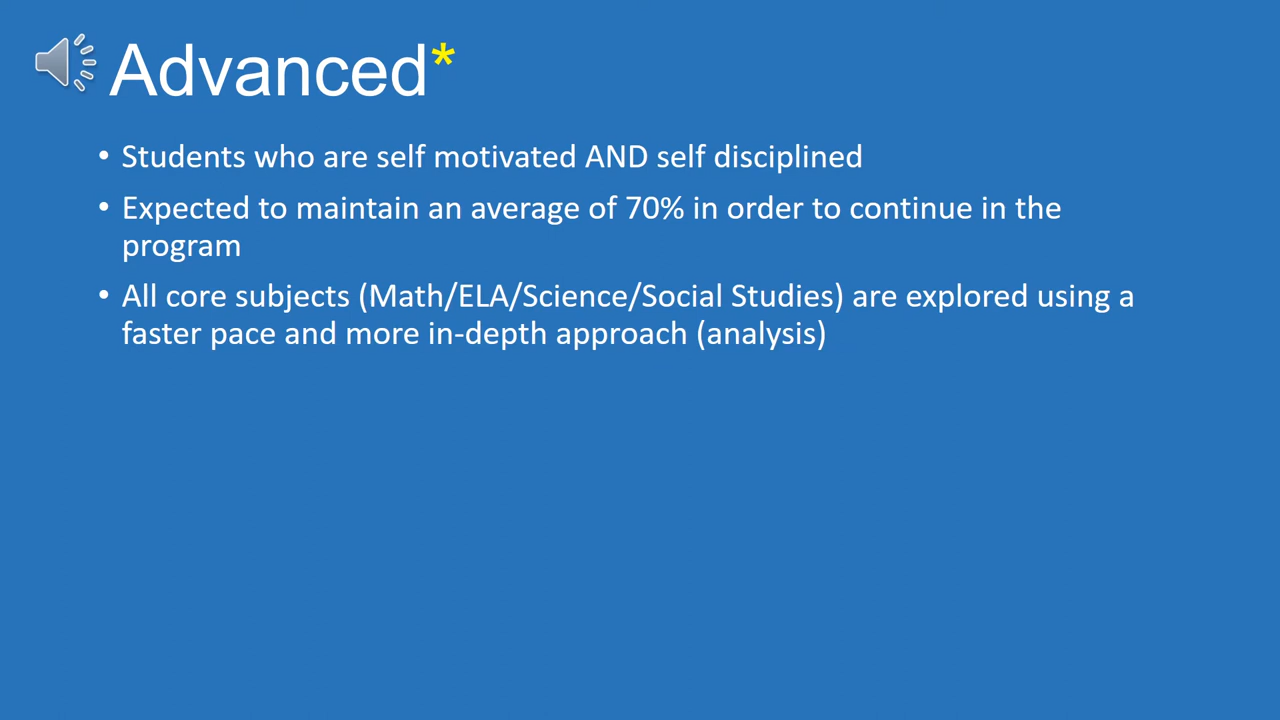 Advanced*
• Students who are self motivated AND self disciplined
• Expected to maintain an average of 70% in order to continue in the
program
• All core subjects (Math/ELA/Science/Social Studies) are explored using a
faster pace and more in-depth approach (analysis)